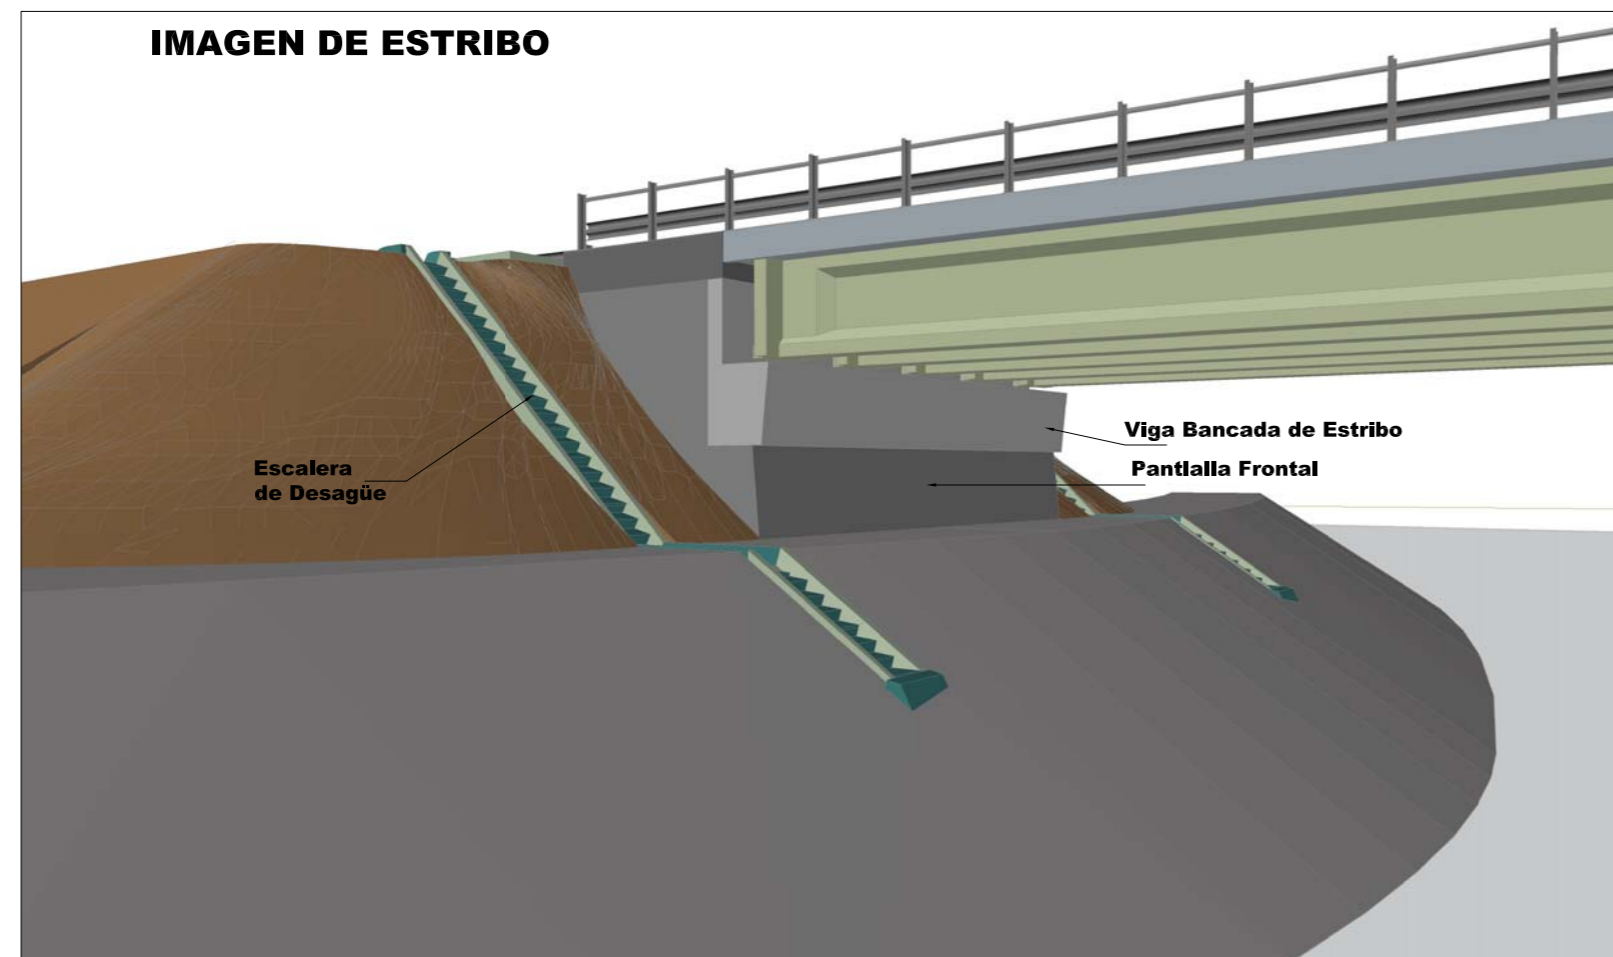 IMAGEN DE ESTRIBO
Viga Bancada de Estribo
Escalera
de Desagüe
Pantlalla Frontal